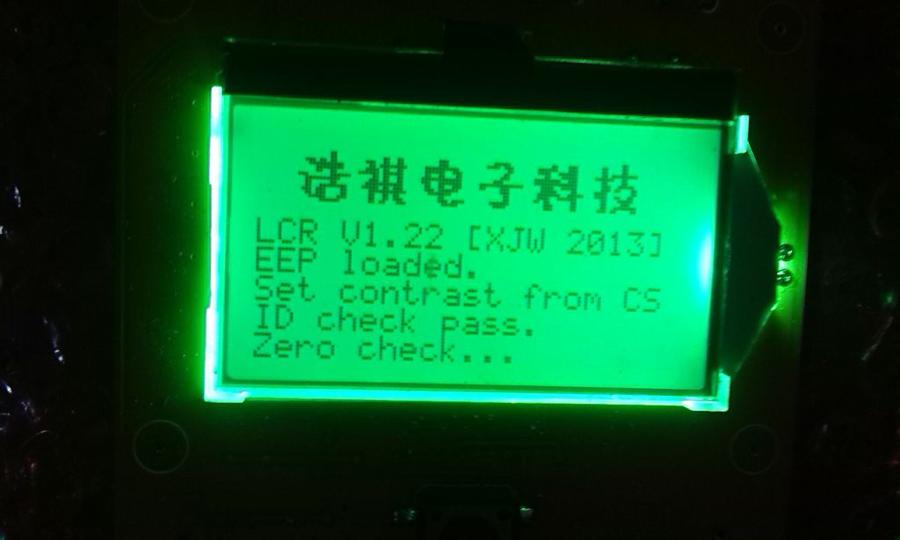 浩祺电子科技
LCR V1.22 [XJW 2013]
EEP loaded.
Set contrast from CS
ID check pass.
Zero check...